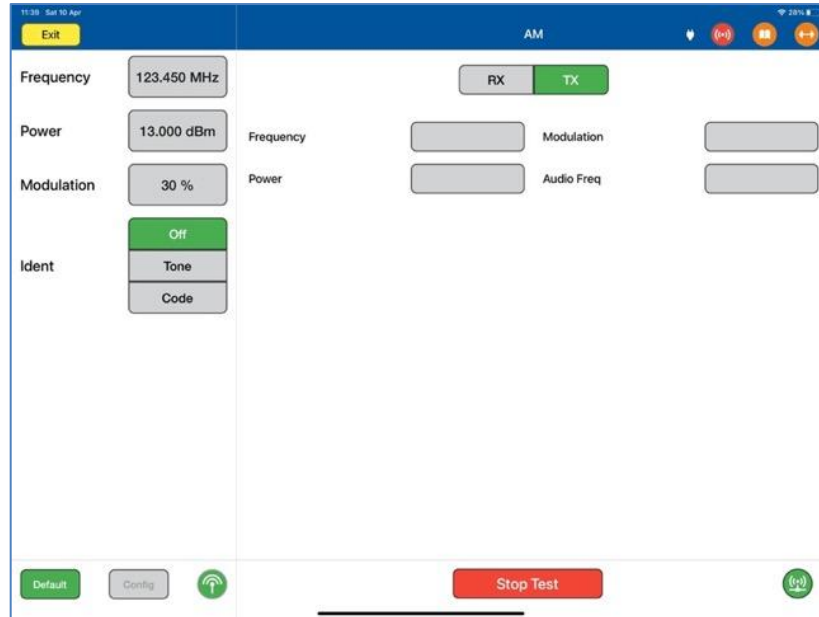 11:39 Sat 10 Apr
28%
Exit
AM
Frequency
123.450 MHz
RX
TX
Power
13.000 dBm
Frequency
Modulation
Modulation
30 %
Power
Audio Freq
Ident
Off
Tone
Code
Default
Config
Stop Test